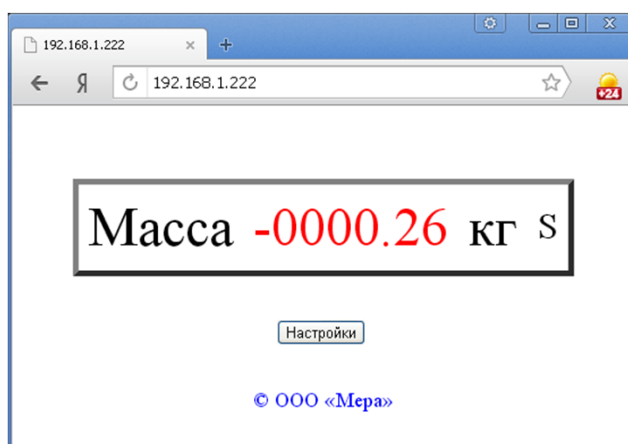 192.168.1.222
Я 192.168.1.222
+24
Масса -0000.26 кг S
Настройки
© ООО «Мера»